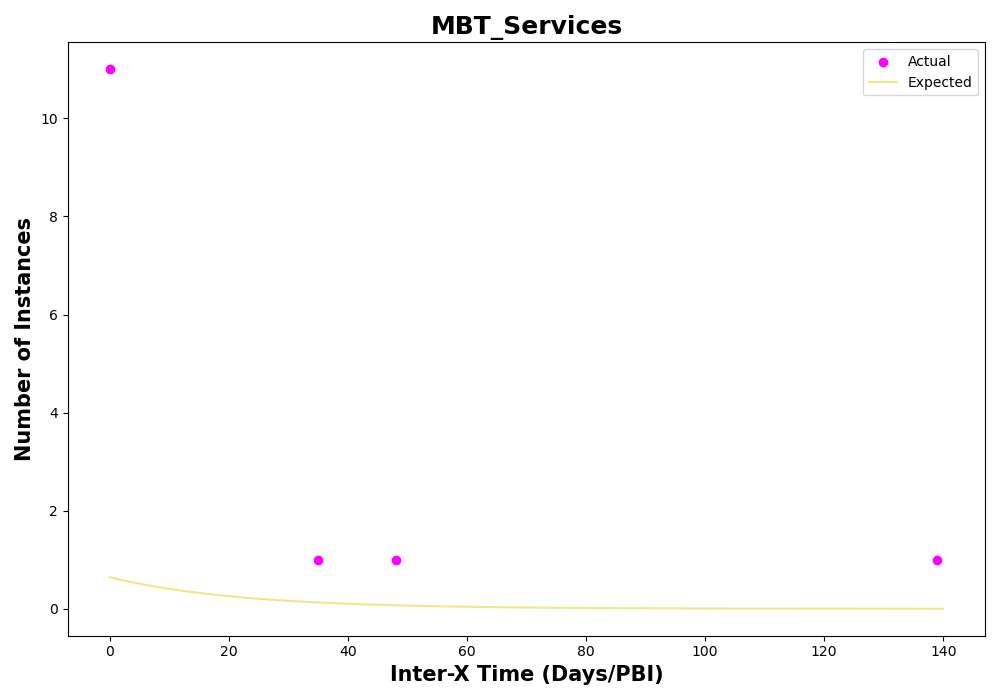 MBT_Services
Actual
Expected
Number of Instances
10
8
6
4
2
0
0 20 40 60 80 100 120 140
Inter-X Time (Days/PBI)